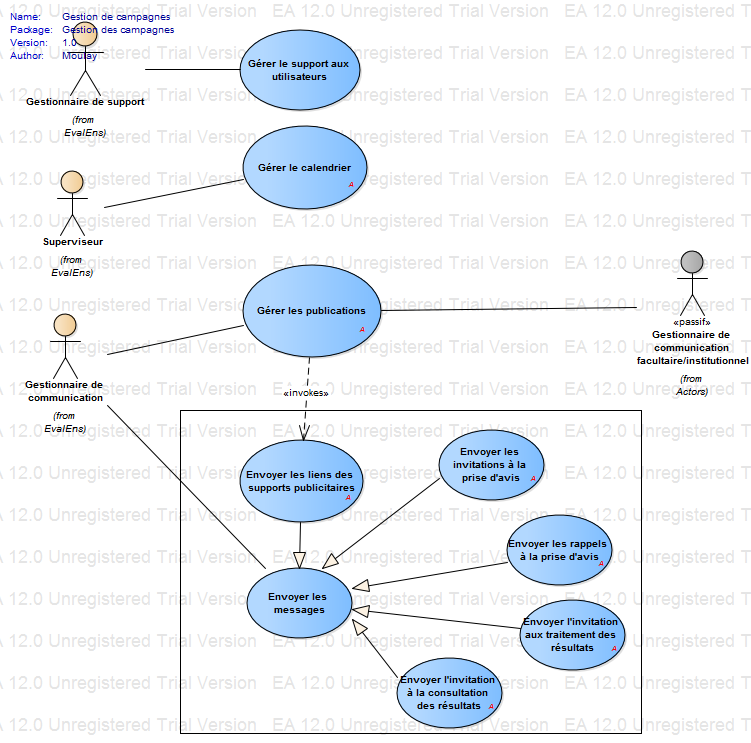 Name: Gestion de campagnes
Package: Gestion des campagnes
Version: 1.0
Author: Moulay
Gestionnaire de support
(from
EvalEns)
Gérer le support aux
utilisateurs
Gérer le calendrier
A
Superviseur
(from
EvalEns)
Gérer les publications
A
«passif»
Gestionnaire de
communication
facultaire/institutionnel
(from
Actors)
Gestionnaire de
communication
(from
EvalEns)
«invokes»
Envoyer les liens des
supports publicitaires
A
Envoyer les
invitations à la
prise d'avis
A
Envoyer les rappels
à la prise d'avis
A
Envoyer les
messages
Envoyer l'invitation
aux traitement des
résultats
A
Envoyer l'invitation
à la consultation
des résultats
A
EA 12.0 Unregistered Trial Version